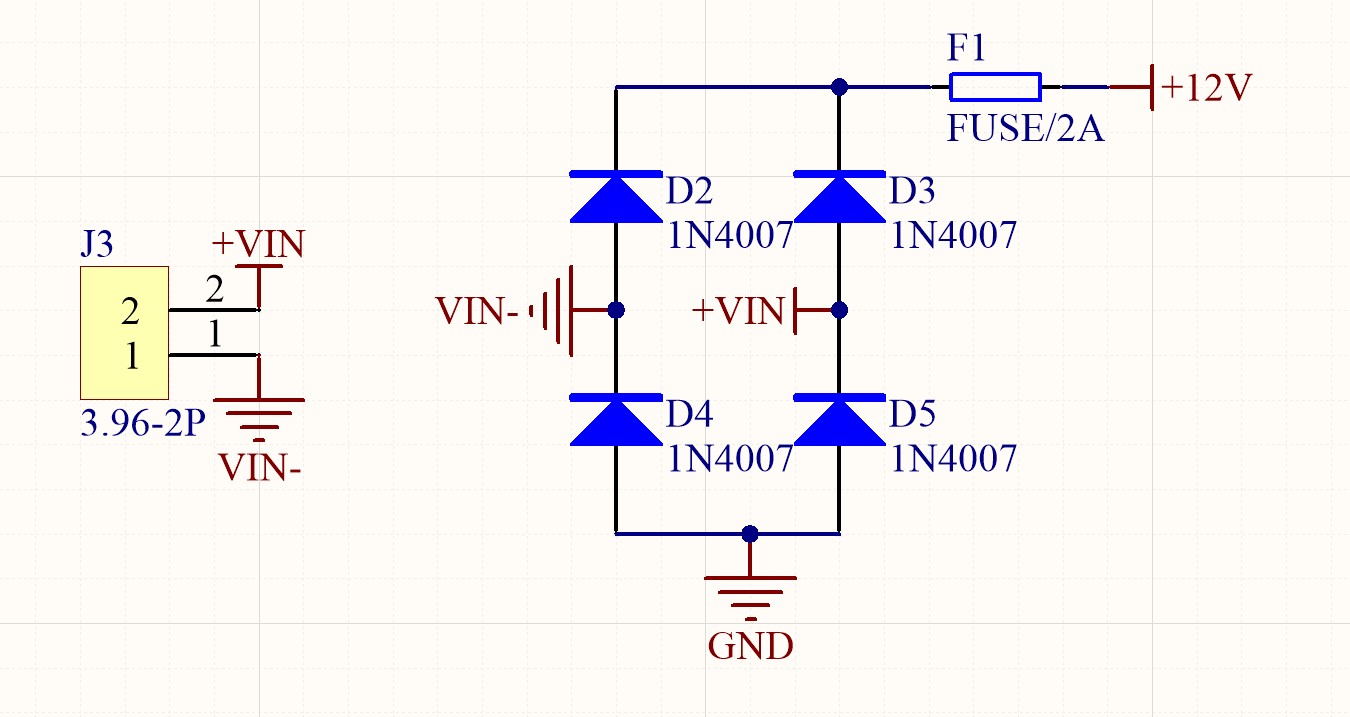 F1
+12V
FUSE/2A
D2
1N4007
D3
1N4007
J3
+VIN
2
2
1
1
3.96-2P
VIN-
VIN-
+VIN
D4
1N4007
D5
1N4007
GND